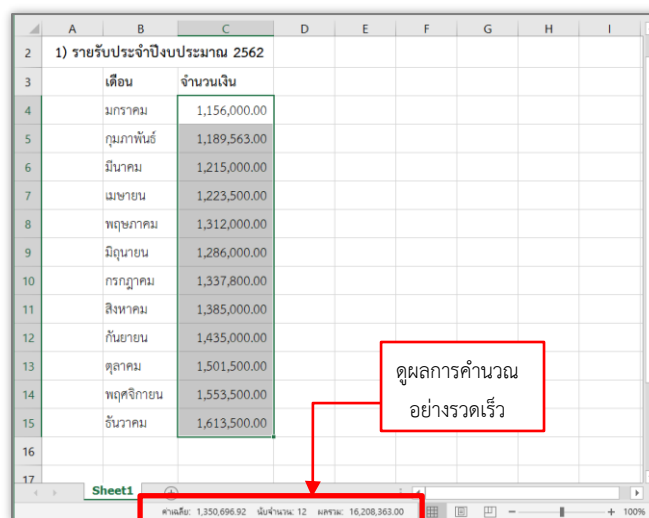 A B C D E F G H I
2 1) รายรับประจำปีงบประมาณ 2562
3 เดือน จำนวนเงิน
4 มกราคม 1,156,000.00
5 กุมภาพันธ์ 1,189,563.00
6 มีนาคม 1,215,000.00
7 เมษายน 1,223,500.00
8 พฤษภาคม 1,312,000.00
9 มิถุนายน 1,286,000.00
10 กรกฎาคม 1,337,800.00
11 สิงหาคม 1,385,000.00
12 กันยายน 1,435,000.00
13 ตุลาคม 1,501,500.00
14 พฤศจิกายน 1,553,500.00
15 ธันวาคม 1,613,500.00
ดูผลการคำนวณ
อย่างรวดเร็ว
16
17
Sheet1
ค่าเฉลี่ย: 1,350,696.92 นับจำนวน: 12 ผลรวม: 16,208,363.00 100%